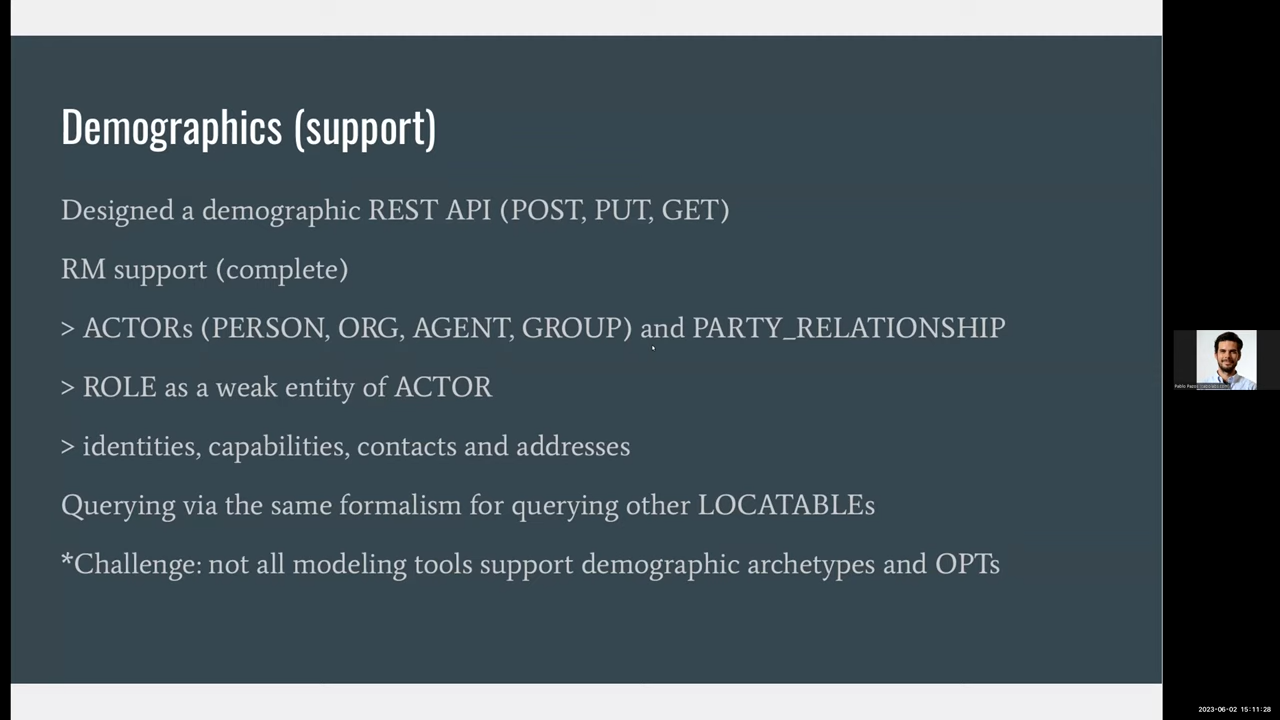 Demographics (support)
Designed a demographic REST API (POST, PUT, GET)
RM support (complete)
> ACTORs (PERSON, ORG, AGENT, GROUP) and PARTY_RELATIONSHIP
> ROLE as a weak entity of ACTOR
> identities, capabilities, contacts and addresses
Querying via the same formalism for querying other LOCATABLEs
*Challenge: not all modeling tools support demographic archetypes and OPTs
Pablo
2023-06-02 15:11:28